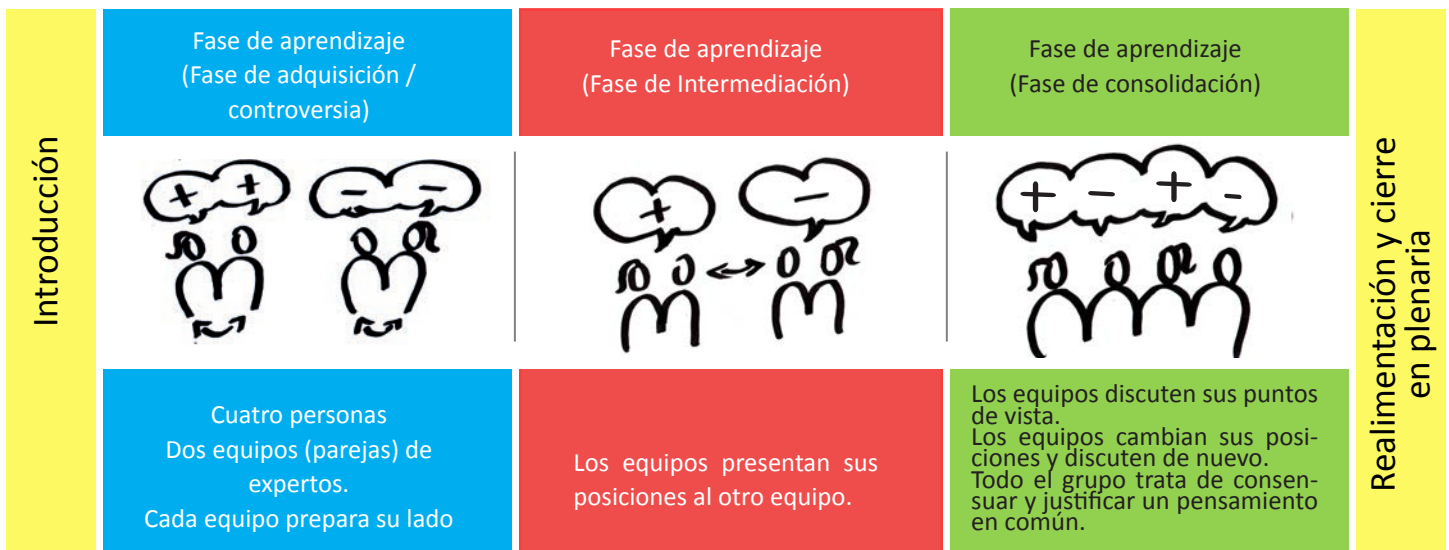 Introducción
Fase de aprendizaje
(Fase de adquisición /
controversia)
Fase de aprendizaje
(Fase de Intermediación)
Fase de aprendizaje
(Fase de consolidación)
+ +
- -
+
-
+ - + -
Cuatro personas
Dos equipos (parejas) de
expertos.
Cada equipo prepara su lado
Los equipos presentan sus
posiciones al otro equipo.
Los equipos discuten sus puntos
de vista.
Los equipos cambian sus posi-
ciones y discuten de nuevo.
Todo el grupo trata de consen-
suar y justificar un pensamiento
en común.
Realimentación y cierre
en plenaria